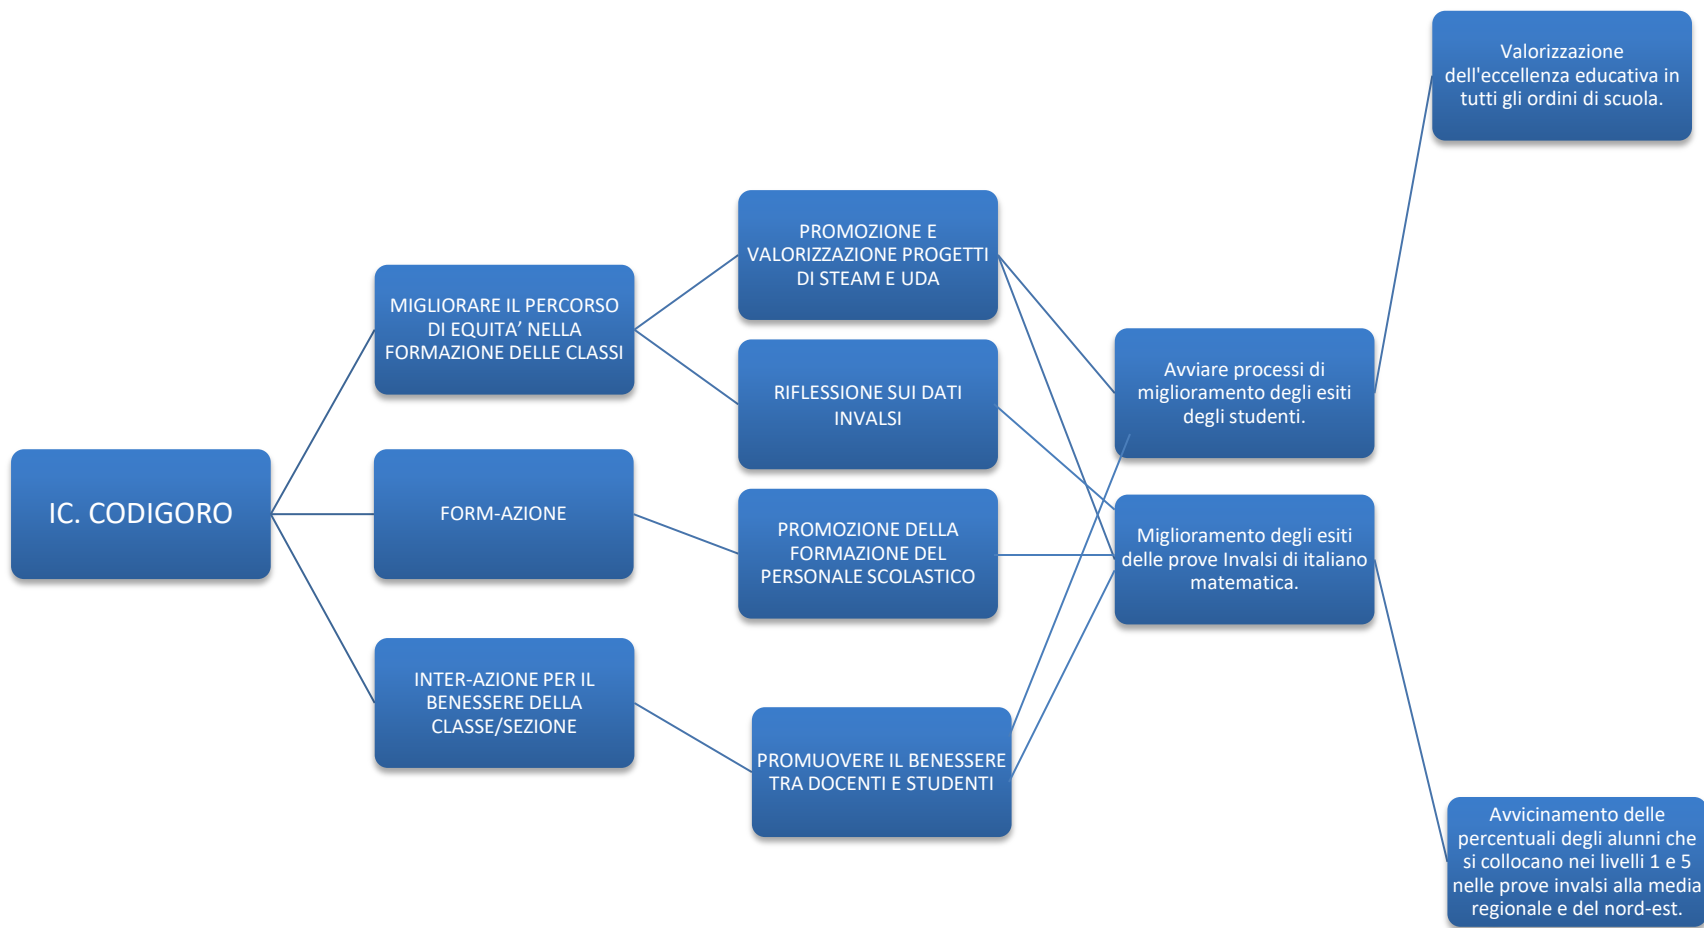 IC. CODIGORO
MIGLIORARE IL PERCORSO
DI EQUITA’ NELLA
FORMAZIONE DELLE CLASSI
FORM-AZIONE
INTER-AZIONE PER IL
BENESSERE DELLA
CLASSE/SEZIONE
PROMOZIONE E
VALORIZZAZIONE PROGETTI
DI STEAM E UDA
RIFLESSIONE SUI DATI
INVALSI
PROMOZIONE DELLA
FORMAZIONE DEL
PERSONALE SCOLASTICO
PROMUOVERE IL BENESSERE
TRA DOCENTI E STUDENTI
Avviare processi di
miglioramento degli esiti
degli studenti.
Miglioramento degli esiti
delle prove Invalsi di italiano
matematica.
Valorizzazione
dell'eccellenza educativa in
tutti gli ordini di scuola.
Avvicinamento delle
percentuali degli alunni che
si collocano nei livelli 1 e 5
nelle prove invalsi alla media
regionale e del nord-est.